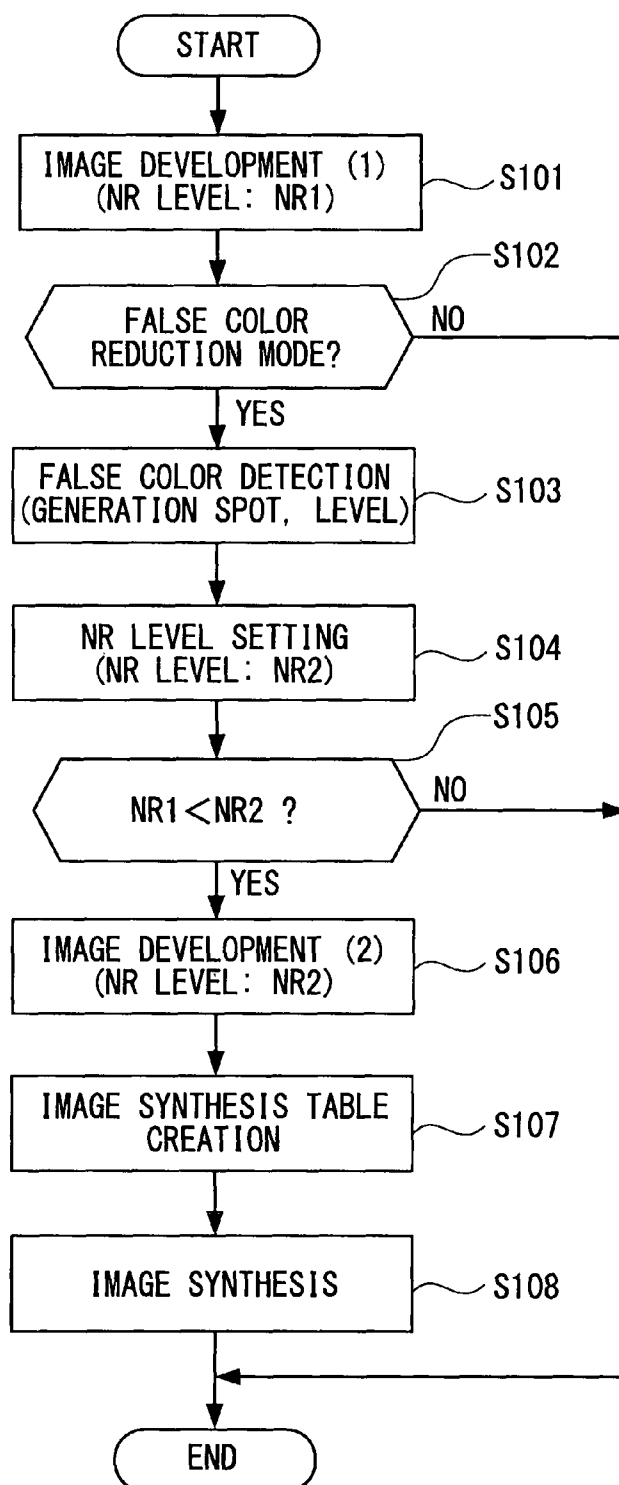 START
IMAGE DEVELOPMENT (1)
(NR LEVEL: NR1)
S101
S102
FALSE COLOR
REDUCTION MODE?
NO
YES
FALSE COLOR DETECTION
(GENERATION SPOT, LEVEL)
S103
NR LEVEL SETTING
(NR LEVEL: NR2)
S104
S105
NR1<NR2 ?
NO
YES
IMAGE DEVELOPMENT (2)
(NR LEVEL: NR2)
S106
IMAGE SYNTHESIS TABLE
CREATION
S107
IMAGE SYNTHESIS
S108
END